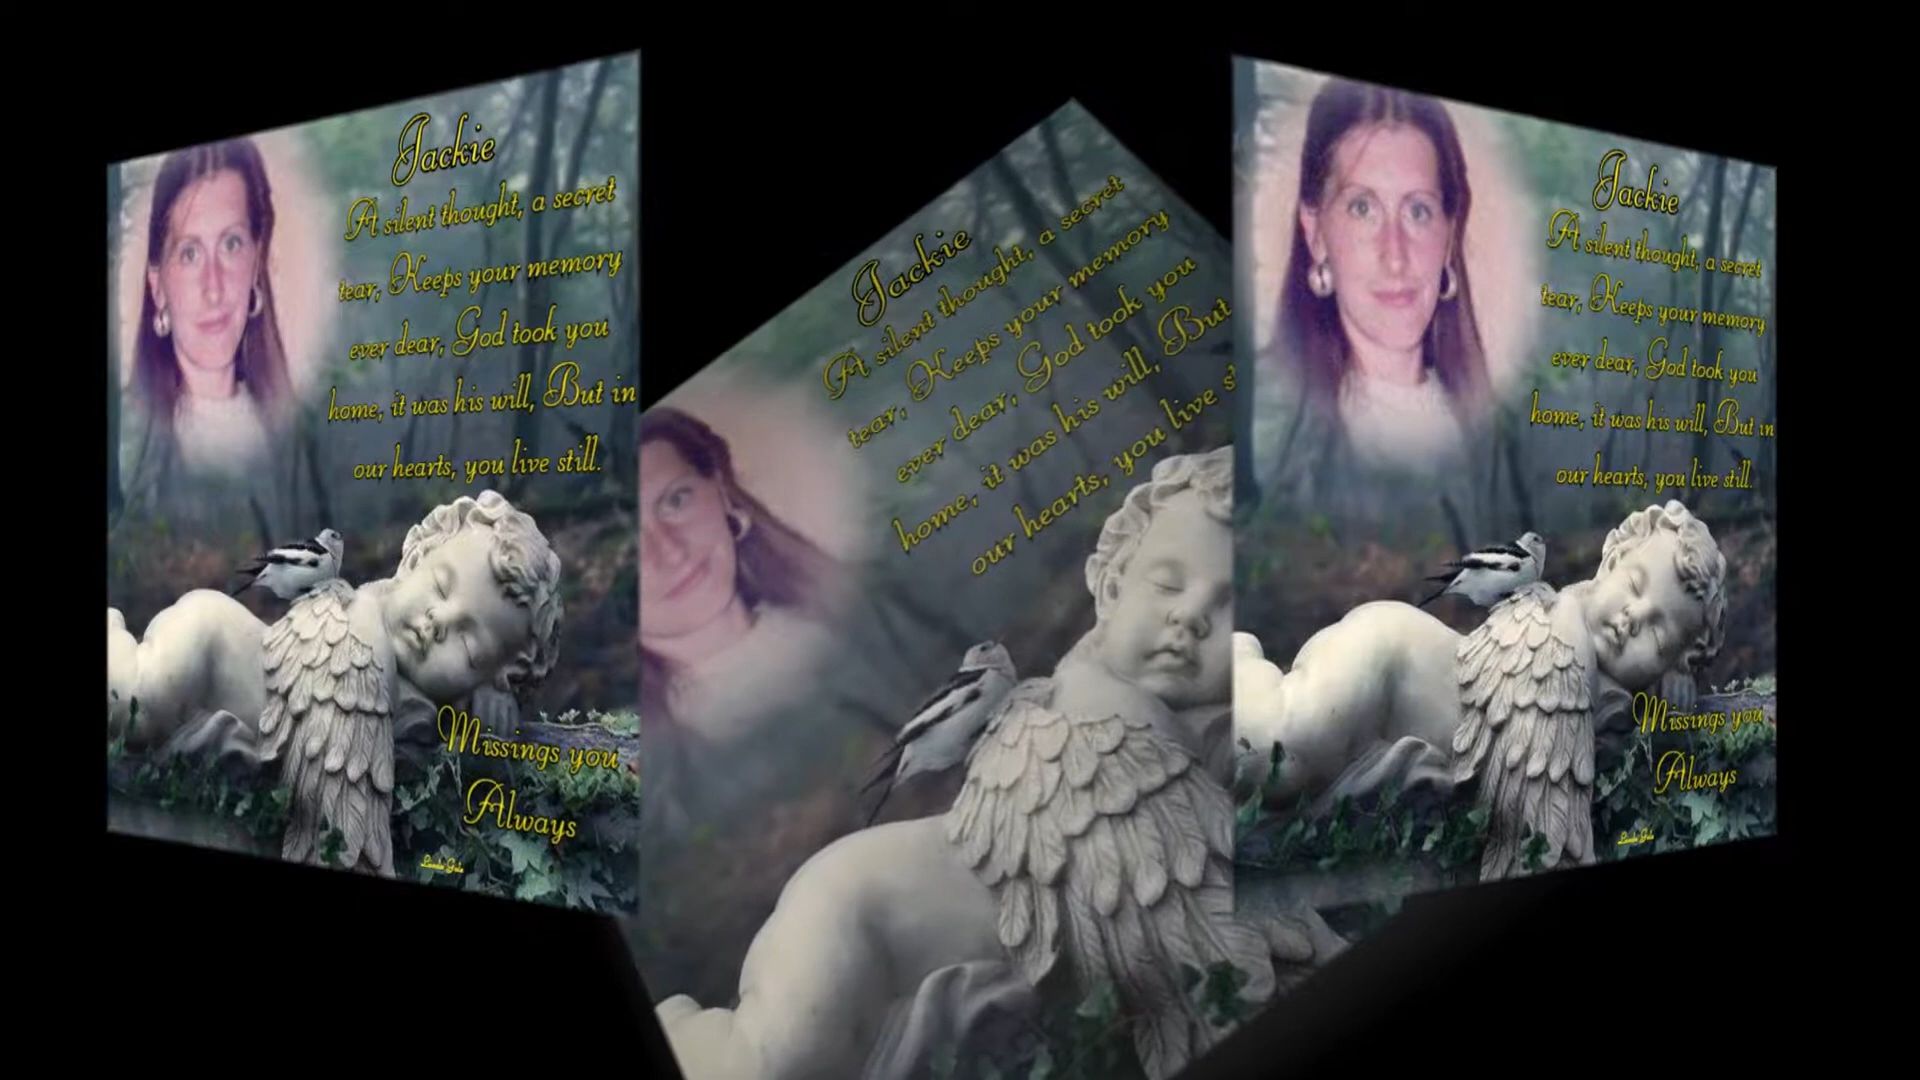 Jackie
A silent thought, a secret
tear, Keeps your memory
ever dear, God took you
home, it was his will, But in
our hearts, you live still.
Missings you
Always
Jackie
A silent thought, a secret
tear, Keeps your memory
ever dear, God took you
home, it was his will, But
our hearts, you live
Jackie
A silent thought, a secret
tear, Keeps your memory
ever dear, God took you
home, it was his will, But in
our hearts, you live still.
Missings you
Always